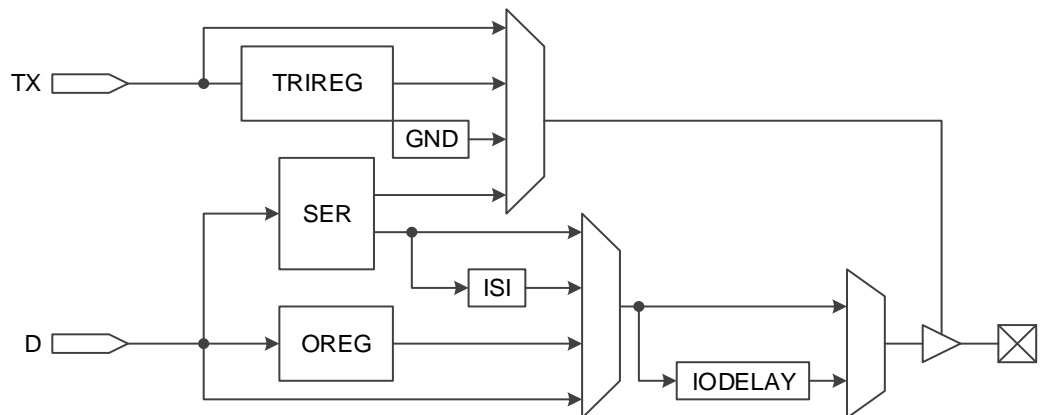 TX
TRIREG
GND
SER
ISI
D
OREG
IODELAY